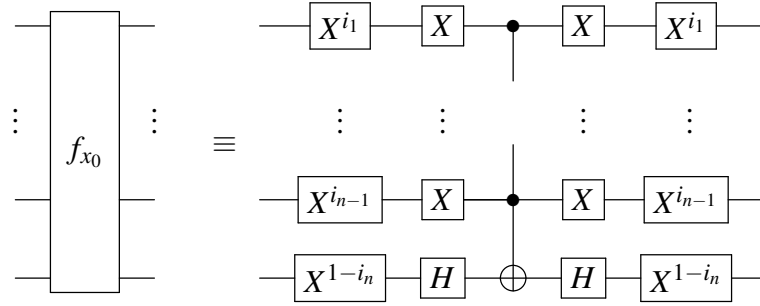 X^{i_1} X X X^{i_1}
⋮ ⋮ ⋮ ⋮ ⋮ ⋮
f_{x_0} ≡
X^{i_{n-1}} X X X^{i_{n-1}}
X^{1-i_n} H H X^{1-i_n}